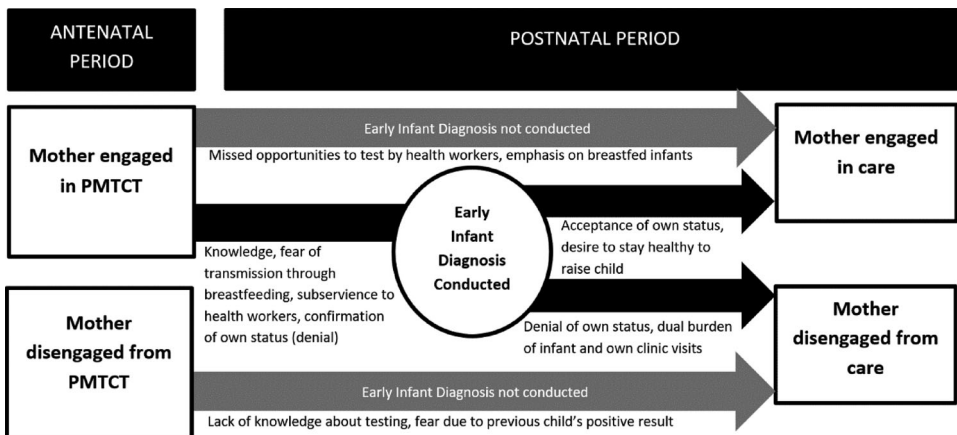 ANTENATAL
PERIOD
POSTNATAL PERIOD
Early Infant Diagnosis not conducted
Mother engaged
in PMTCT
Missed opportunities to test by health workers, emphasis on breastfed infants
Mother engaged
in care
Early
Infant
Diagnosis
Conducted
Knowledge, fear of
transmission through
breastfeeding, subservience to
health workers, confirmation
of own status (denial)
Acceptance of own status,
desire to stay healthy to
raise child
Denial of own status, dual burden
of infant and own clinic visits
Mother
disengaged from
PMTCT
Mother
disengaged from
care
Early Infant Diagnosis not conducted
Lack of knowledge about testing, fear due to previous child's positive result